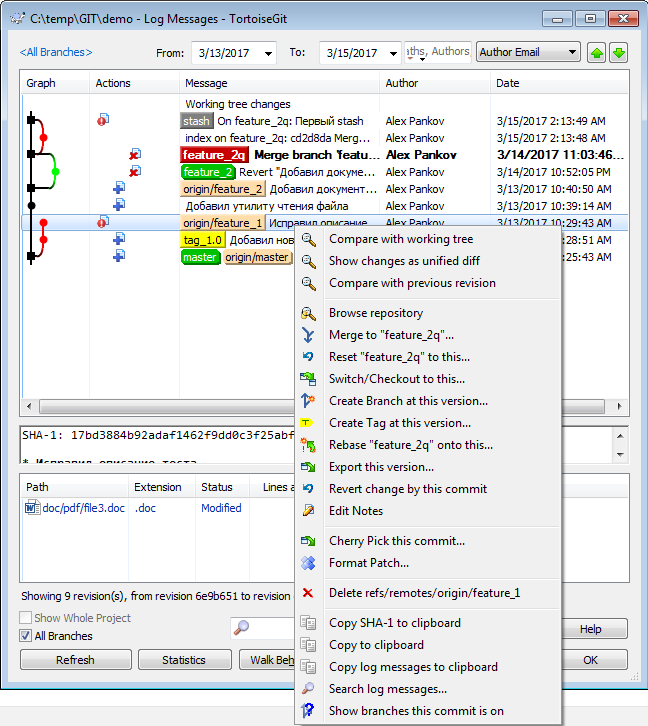 C:\temp\GIT\demo - Log Messages - TortoiseGit
<All Branches> From: 3/13/2017 To: 3/15/2017 Authors Author Email
Graph Actions Message Author Date
Working tree changes
stash On feature_2q: Первый stash Alex Pankov 3/15/2017 2:13:49 AM
index on feature_2q: cd2d8da Merg... Alex Pankov 3/15/2017 2:13:48 AM
feature_2q Merge branch 'featu... Alex Pankov 3/14/2017 11:03:46...
feature_2 Revert "Добавил докуме... Alex Pankov 3/14/2017 10:52:05 PM
origin/feature_2 Добавил документ... Alex Pankov 3/13/2017 10:40:50 AM
Добавил утилиту чтения файла Alex Pankov 3/13/2017 10:39:14 AM
origin/feature_1 Исправил описание Alex Pankov 3/13/2017 10:29:43 AM
tag_1.0 Добавил нов :28:51 AM
master origin/master :25:43 AM
Compare with working tree
Show changes as unified diff
Compare with previous revision
Browse repository
Merge to "feature_2q"...
Reset "feature_2q" to this...
Switch/Checkout to this...
Create Branch at this version...
Create Tag at this version...
Rebase "feature_2q" onto this...
Export this version...
Revert change by this commit
Edit Notes
Cherry Pick this commit...
Format Patch...
Delete refs/remotes/origin/feature_1
Copy SHA-1 to clipboard
Copy to clipboard
Copy log messages to clipboard
Search log messages...
Show branches this commit is on
SHA-1: 17bd3884b92adaf1462f9dd0c3f25abf
* Исправил описание теста
Path Extension Status Lines a
doc/pdf/file3.doc .doc Modified
Showing 9 revision(s), from revision 6e9b651 to revision
Show Whole Project
All Branches
Help
Refresh Statistics Walk Beh OK